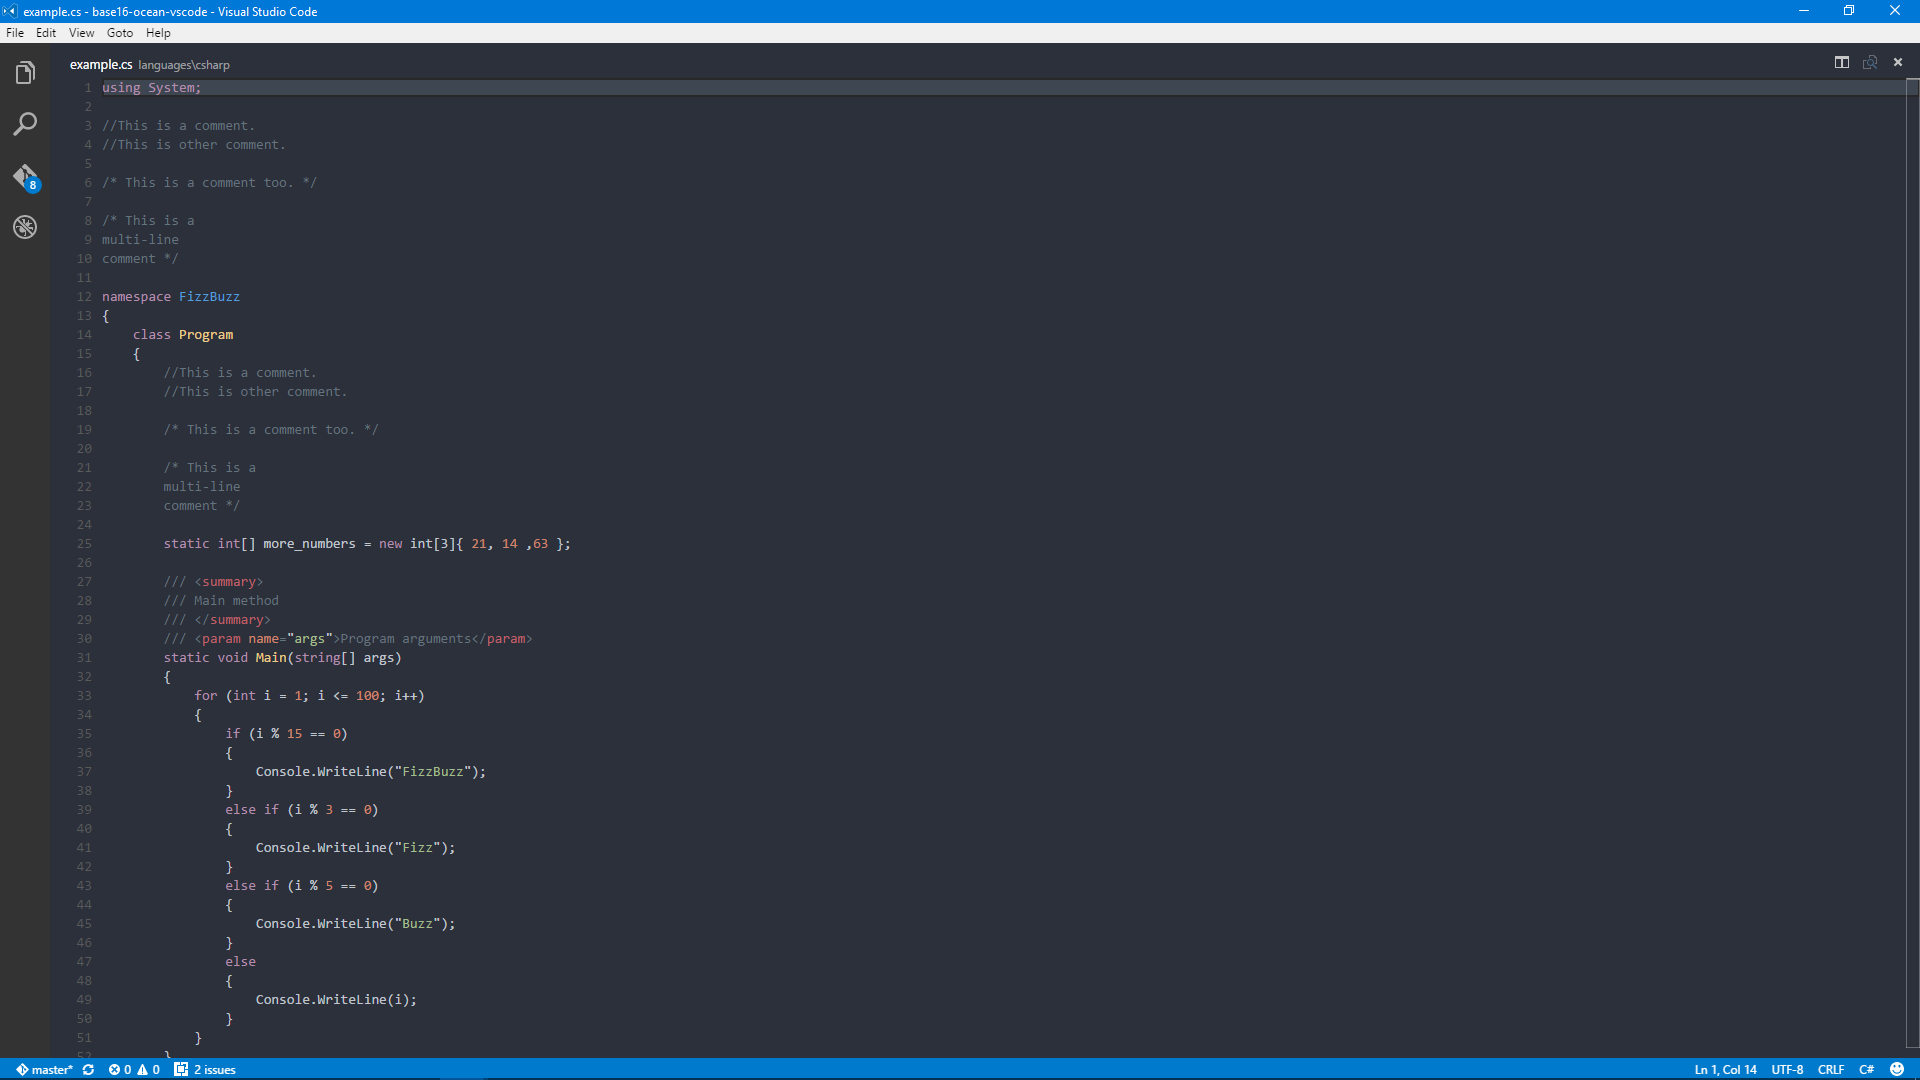 example.cs - base16-ocean-vscode - Visual Studio Code
File Edit View Goto Help
example.cs languages\csharp
8
1 using System;
2
3 //This is a comment.
4 //This is other comment.
5
6 /* This is a comment too. */
7
8 /* This is a
9 multi-line
10 comment */
11
12 namespace FizzBuzz
13 {
14     class Program
15     {
16         //This is a comment.
17         //This is other comment.
18
19         /* This is a comment too. */
20
21         /* This is a
22         multi-line
23         comment */
24
25         static int[] more_numbers = new int[3]{ 21, 14 ,63 };
26
27         /// <summary>
28         /// Main method
29         /// </summary>
30         /// <param name="args">Program arguments</param>
31         static void Main(string[] args)
32         {
33             for (int i = 1; i <= 100; i++)
34             {
35                 if (i % 15 == 0)
36                 {
37                     Console.WriteLine("FizzBuzz");
38                 }
39                 else if (i % 3 == 0)
40                 {
41                     Console.WriteLine("Fizz");
42                 }
43                 else if (i % 5 == 0)
44                 {
45                     Console.WriteLine("Buzz");
46                 }
47                 else
48                 {
49                     Console.WriteLine(i);
50                 }
51             }
52         }
master* 0 0 2 issues Ln 1, Col 14 UTF-8 CRLF C#